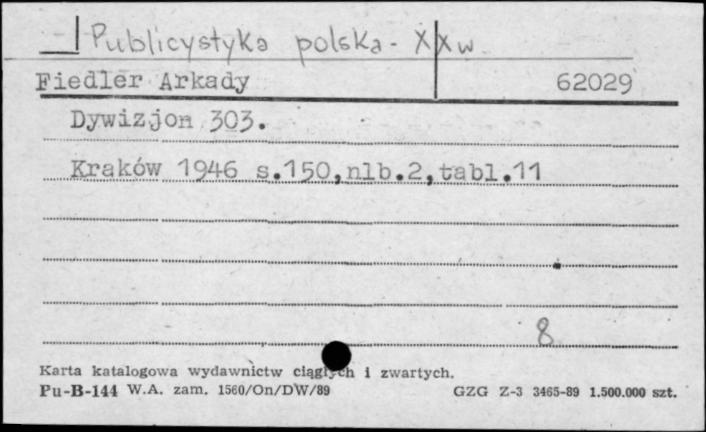 Publicystyka polska - XX w
Fiedler Arkady 62029
Dywizjon 303.
Kraków 1946 s.150,nlb.2,tabl.11
8
Karta katalogowa wydawnictw ciągłych i zwartych.
Pu-B-144 W.A. zam. 1560/On/DW/89 GZG Z-3 3465-89 1.500.000 szt.